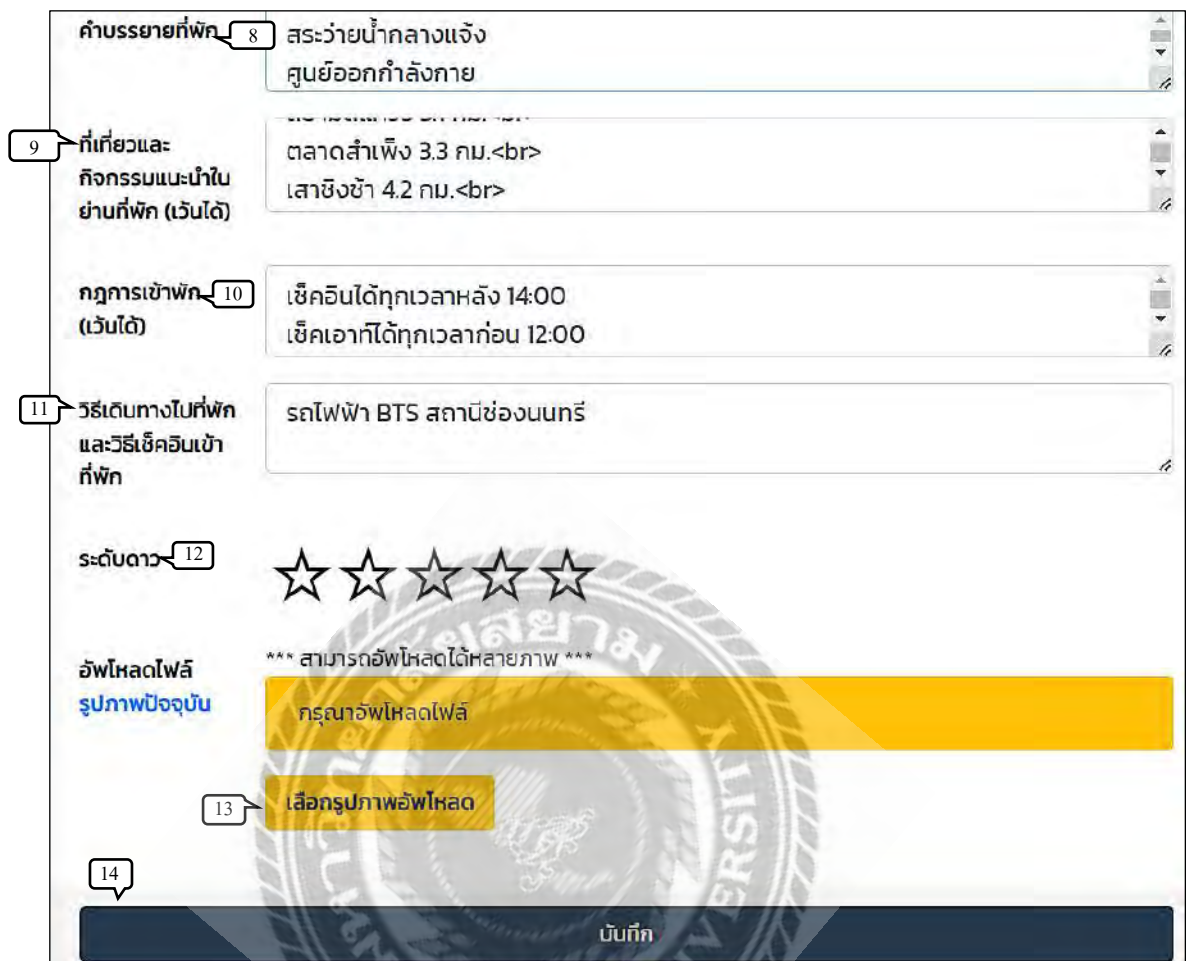 คำบรรยายที่พัก 8 สระว่ายน้ำกลางแจ้ง
ศูนย์ออกกำลังกาย
9 ที่เที่ยวและ
กิจกรรมแนะนำใน
ย่านที่พัก (เว้นได้)
ตลาดสำเพ็ง 3.3 กม.<br>
เสาชิงช้า 4.2 กม.<br>
กฎการเข้าพัก 10
(เว้นได้)
เช็คอินได้ทุกเวลาหลัง 14:00
เช็คเอาท์ได้ทุกเวลาก่อน 12:00
11 วิธีเดินทางไปที่พัก
และวิธีเช็คอินเข้า
ที่พัก
รถไฟฟ้า BTS สถานีช่องนนทรี
ระดับดาว 12
อัพโหลดไฟล์
รูปภาพปัจจุบัน
*** สามารถอัพโหลดได้หลายภาพ ***
กรุณาอัพโหลดไฟล์
13 เลือกรูปภาพอัพโหลด
14
บันทึก